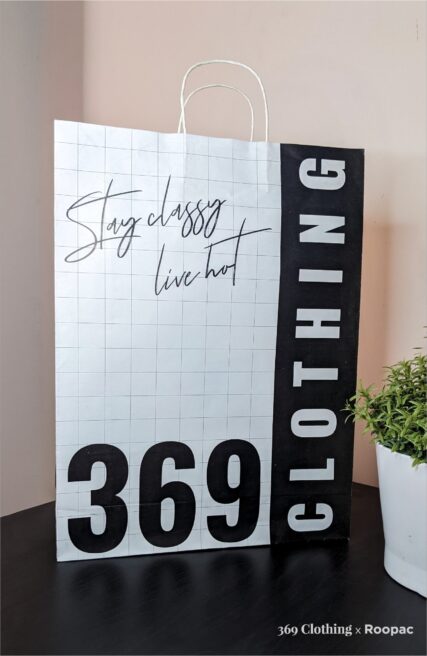 Stay classy
live hot
369
CLOTHING
369 Clothing x Roopac